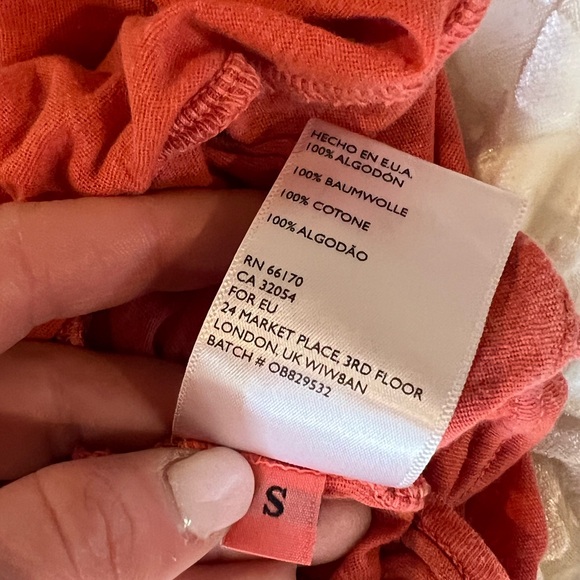 HECHO EN E.U.A.
100% ALGODÓN
100% BAUMWOLLE
100% COTONE
100% ALGODÃO
RN 66170
CA 32054
FOR EU
24 MARKET PLACE, 3RD FLOOR
LONDON, UK W1W8AN
BATCH # OB829532
S